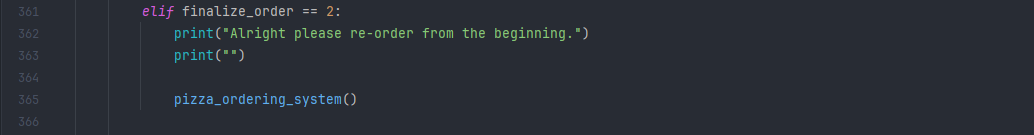 361 elif finalize_order == 2:
362 print("Alright please re-order from the beginning.")
363 print("")
364
365 pizza_ordering_system()
366